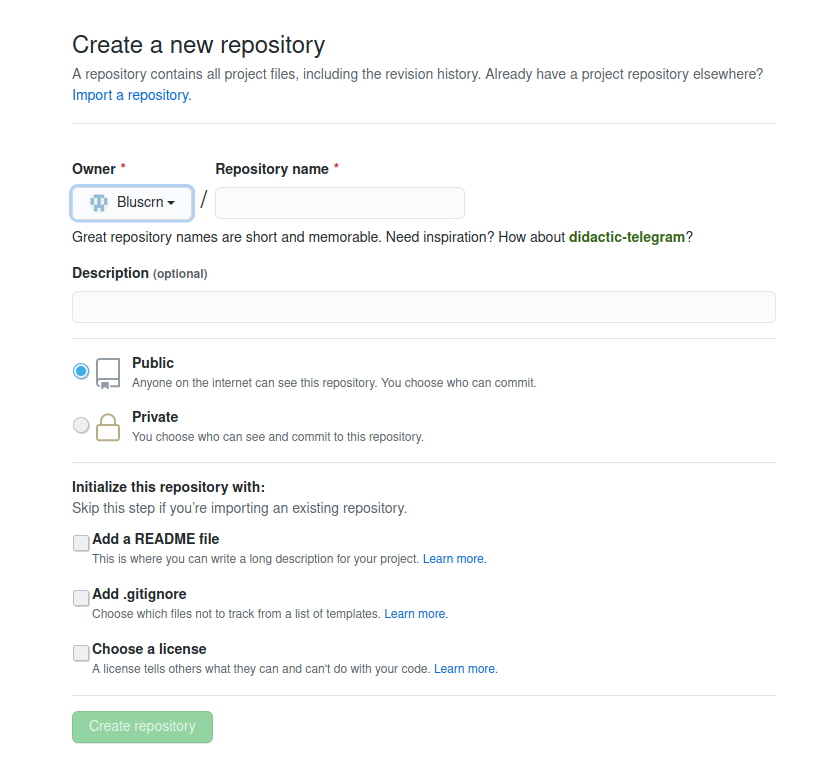 Create a new repository
A repository contains all project files, including the revision history. Already have a project repository elsewhere?
Import a repository.
Owner * Repository name *
Bluscrn /
Great repository names are short and memorable. Need inspiration? How about didactic-telegram?
Description (optional)
Public
Anyone on the internet can see this repository. You choose who can commit.
Private
You choose who can see and commit to this repository.
Initialize this repository with:
Skip this step if you’re importing an existing repository.
Add a README file
This is where you can write a long description for your project. Learn more.
Add .gitignore
Choose which files not to track from a list of templates. Learn more.
Choose a license
A license tells others what they can and can't do with your code. Learn more.
Create repository